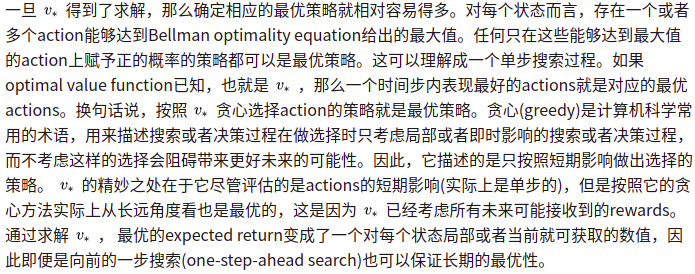 一旦 v* 得到了求解，那么确定相应的最优策略就相对容易得多。对每个状态而言，存在一个或者
多个action能够达到Bellman optimality equation给出的最大值。任何只在这些能够达到最大值
的action上赋予正的概率的策略都可以是最优策略。这可以理解成一个单步搜索过程。如果
optimal value function已知，也就是 v* ，那么一个时间步内表现最好的actions就是对应的最优
actions。换句话说，按照 v* 贪心选择action的策略就是最优策略。贪心(greedy)是计算机科学常
用的术语，用来描述搜索或者决策过程在做选择时只考虑局部或者即时影响的搜索或者决策过程，
而不考虑这样的选择会阻碍带来更好未来的可能性。因此，它描述的是只按照短期影响做出选择的
策略。 v* 的精妙之处在于它尽管评估的是actions的短期影响(实际上是单步的)，但是按照它的贪
心方法实际上从长远角度看也是最优的，这是因为 v* 已经考虑所有未来可能接收到的rewards。
通过求解 v* ，最优的expected return变成了一个对每个状态局部或者当前就可获取的数值，因
此即便是向前的一步搜索(one-step-ahead search)也可以保证长期的最优性。